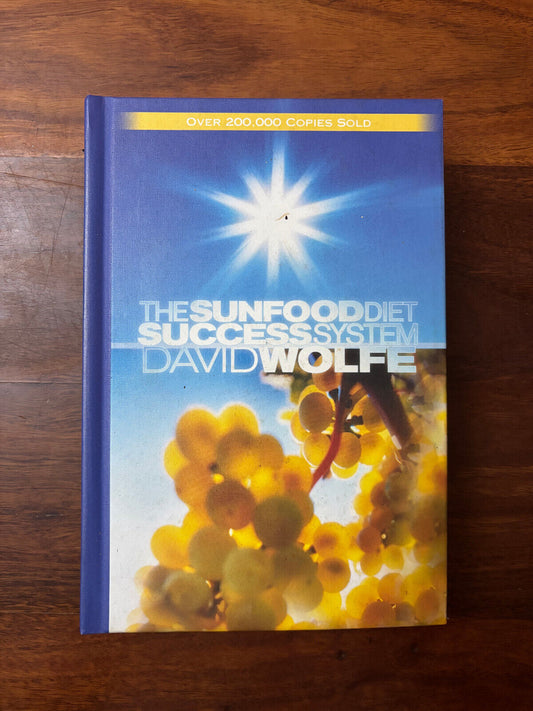 OVER 200,000 COPIES SOLD
THE SUNFOOD DIET
SUCCESS SYSTEM
DAVID WOLFE